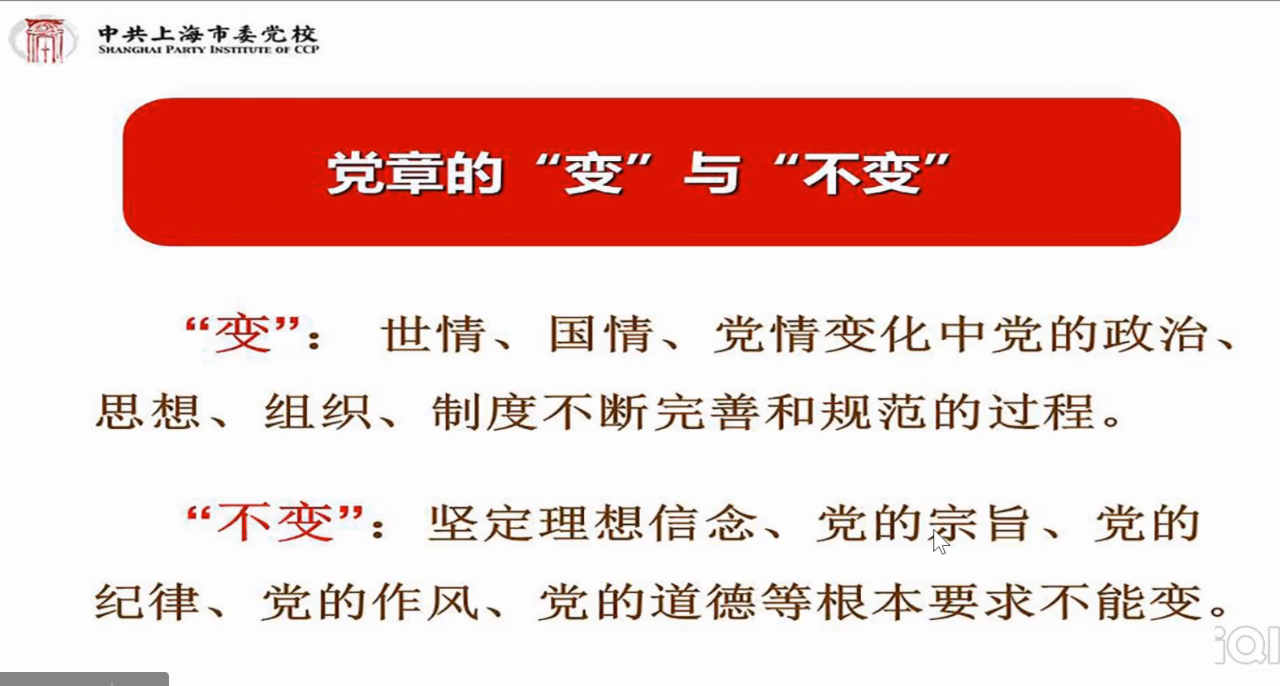 中共上海市委党校
SHANGHAI PARTY INSTITUTE OF CCP
党章的“变”与“不变”
“变”： 世情、国情、党情变化中党的政治、
思想、组织、制度不断完善和规范的过程。
“不变”：坚定理想信念、党的宗旨、党的
纪律、党的作风、党的道德等根本要求不能变。
iQI